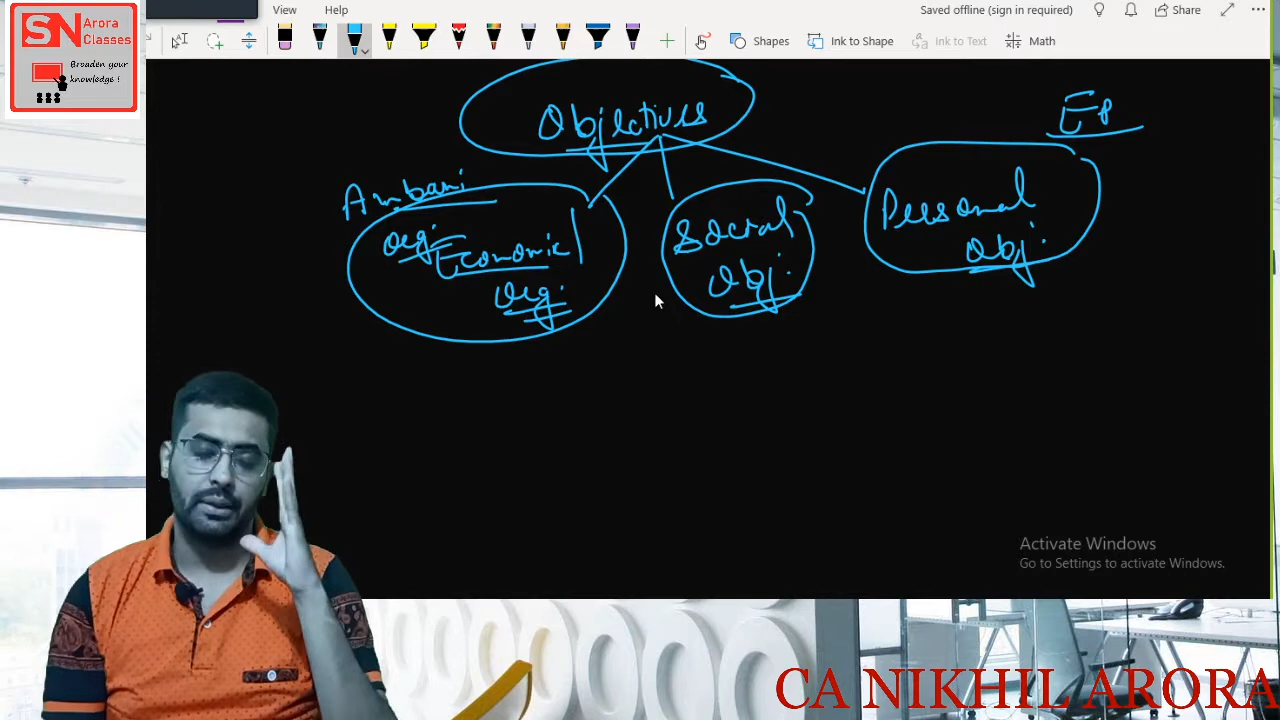 SN Arora
Classes
Broaden your
knowledge !
View Help Saved offline (sign in required) Share
Shapes Ink to Shape Ink to Text Math
Objectives
Ep
Ambani
Org. Economic
Org.
Social
Obj.
Personal
Obj.
Activate Windows
Go to Settings to activate Windows.
CA NIKHIL ARORA